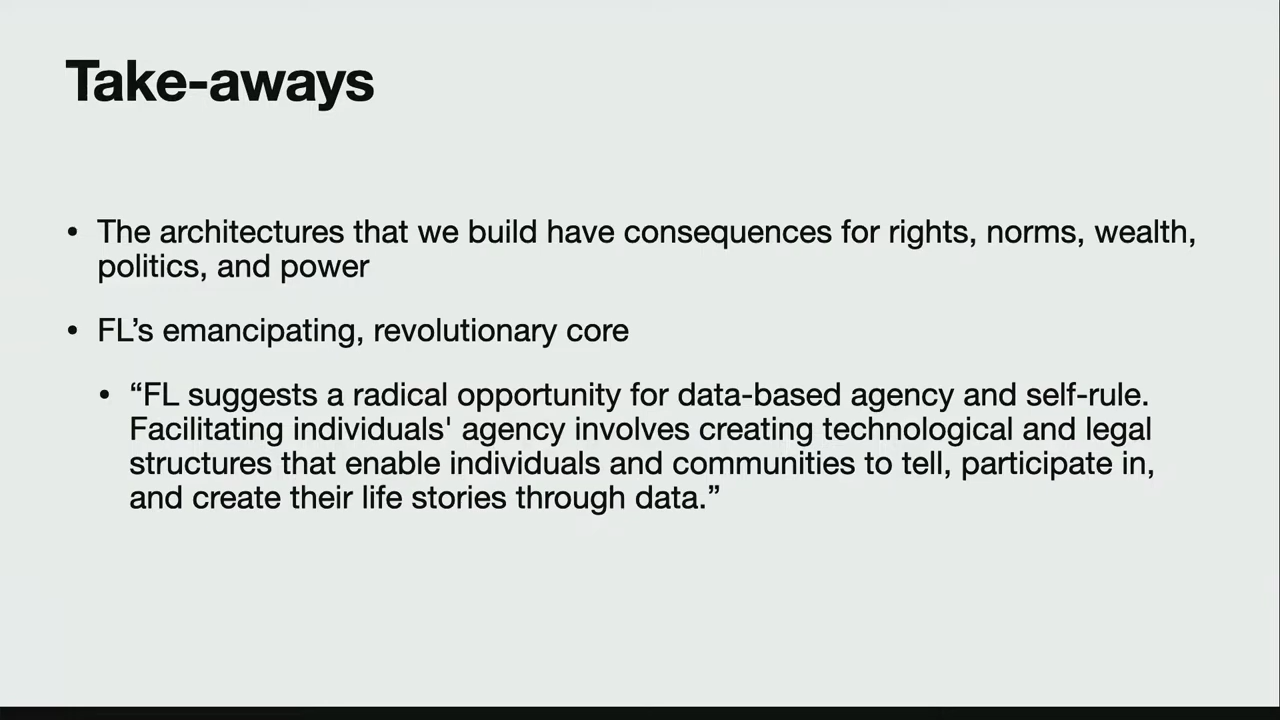 Take-aways
• The architectures that we build have consequences for rights, norms, wealth,
politics, and power
• FL’s emancipating, revolutionary core
• “FL suggests a radical opportunity for data-based agency and self-rule.
Facilitating individuals' agency involves creating technological and legal
structures that enable individuals and communities to tell, participate in,
and create their life stories through data.”